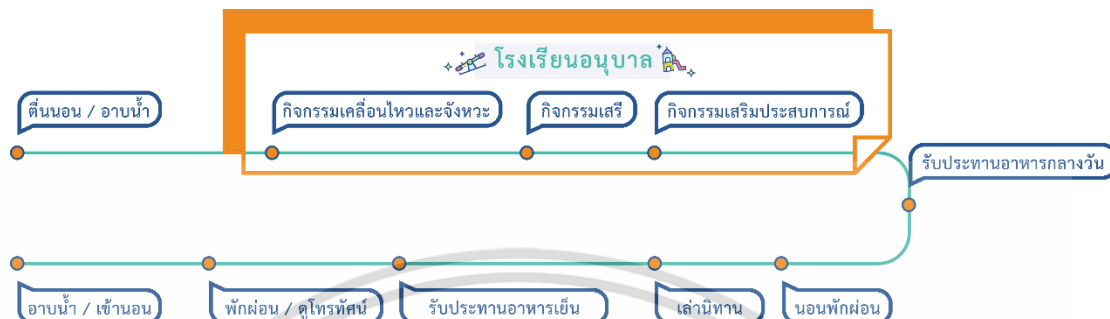 โรงเรียนอนุบาล
ตื่นนอน / อาบน้ำ
กิจกรรมเคลื่อนไหวและจังหวะ
กิจกรรมเสรี
กิจกรรมเสริมประสบการณ์
รับประทานอาหารกลางวัน
นอนพักผ่อน
เล่านิทาน
รับประทานอาหารเย็น
พักผ่อน / ดูโทรทัศน์
อาบน้ำ / เข้านอน